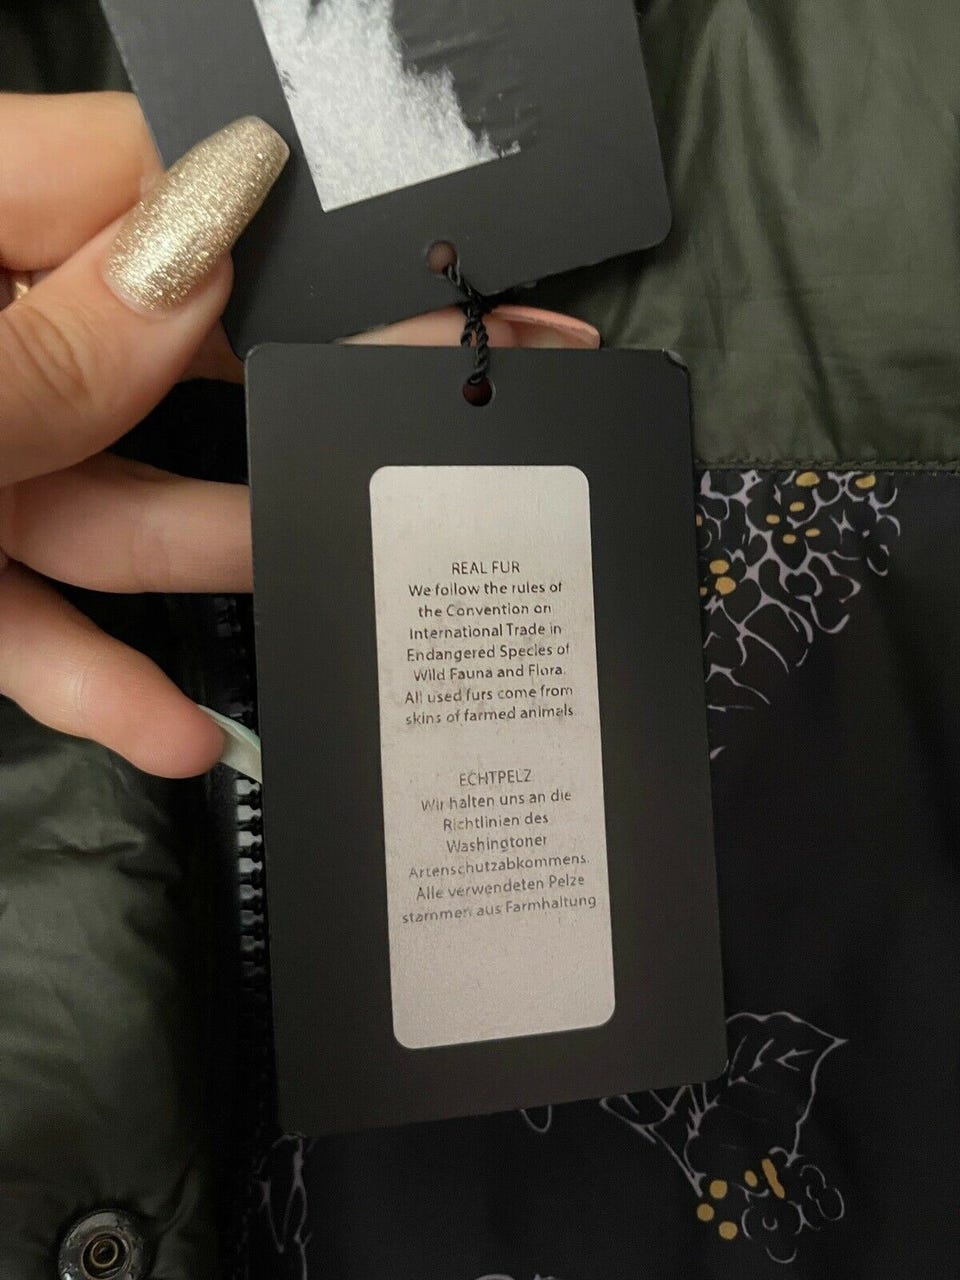 REAL FUR
We follow the rules of
the Convention on
International Trade in
Endangered Species of
Wild Fauna and Flora.
All used furs come from
skins of farmed animals
ECHTPELZ
Wir halten uns an die
Richtlinien des
Washingtoner
Artenschutzabkommens.
Alle verwendeten Pelze
stammen aus Farmhaltung